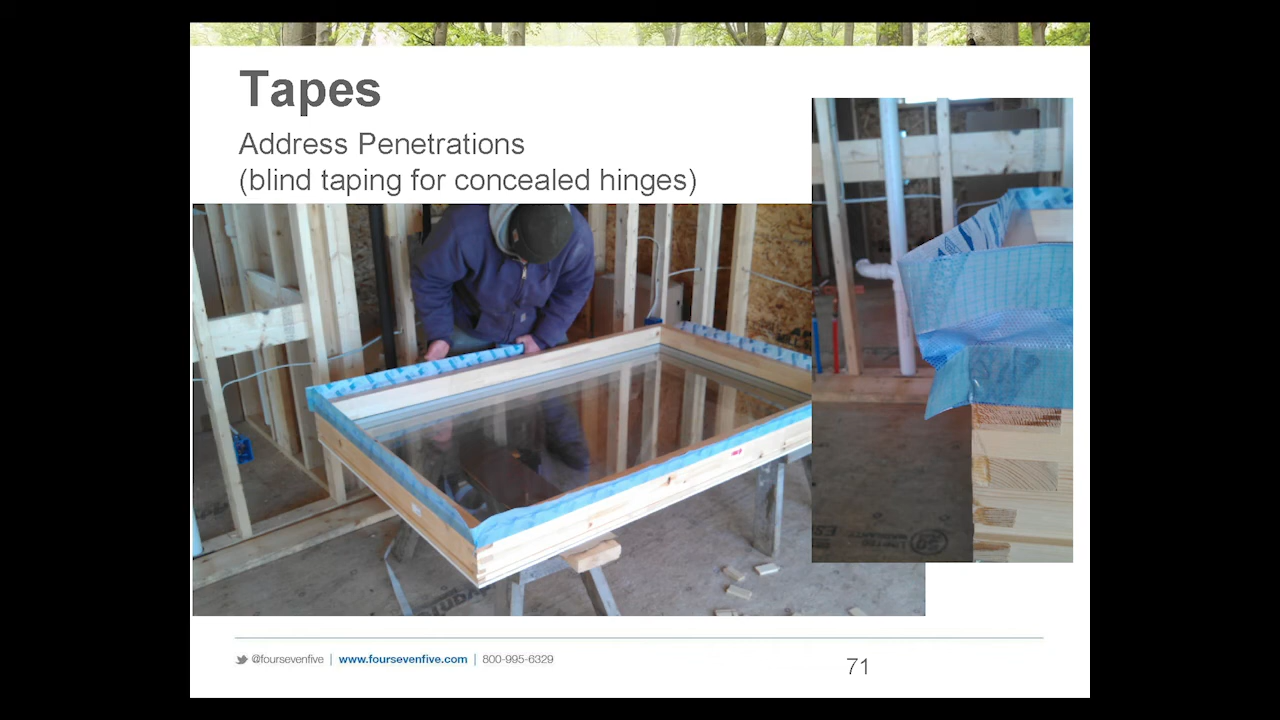 Tapes
Address Penetrations
(blind taping for concealed hinges)
@foursevenfive | www.foursevenfive.com | 800-995-6329
71